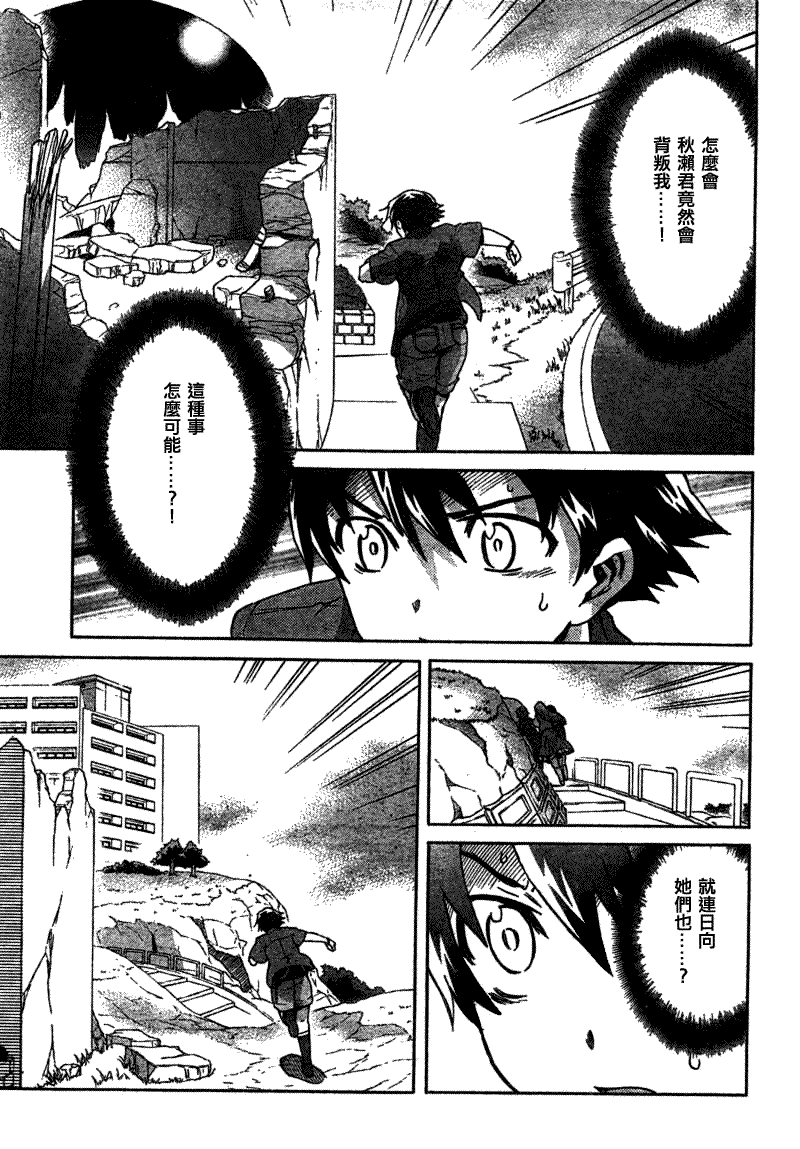 怎麼會
秋瀨君竟然會
背叛我……！
這種事
怎麼可能……？！
就連日向
她們也……？